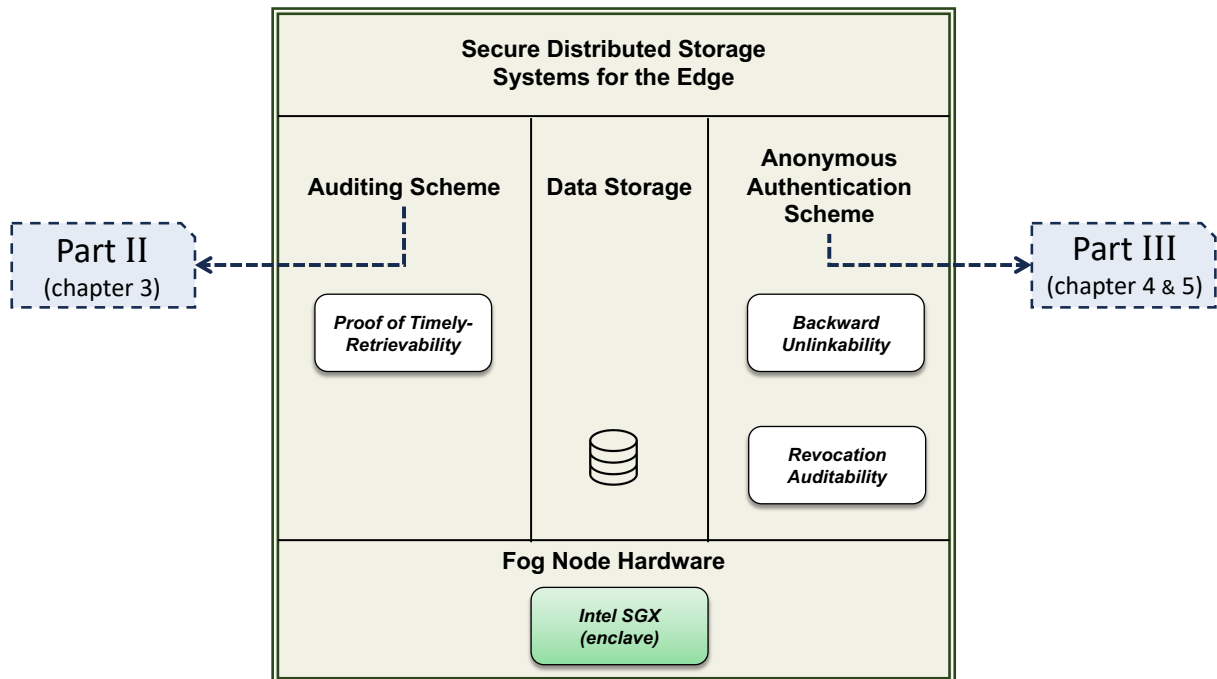 Secure Distributed Storage
Systems for the Edge
Auditing Scheme
Data Storage
Anonymous
Authentication
Scheme
Part II
(chapter 3)
Part III
(chapter 4 & 5)
Proof of Timely-
Retrievability
Backward
Unlinkability
Revocation
Auditability
Fog Node Hardware
Intel SGX
(enclave)